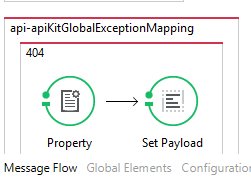 api-apiKitGlobalExceptionMapping
404
Property Set Payload
Message Flow Global Elements Configuration